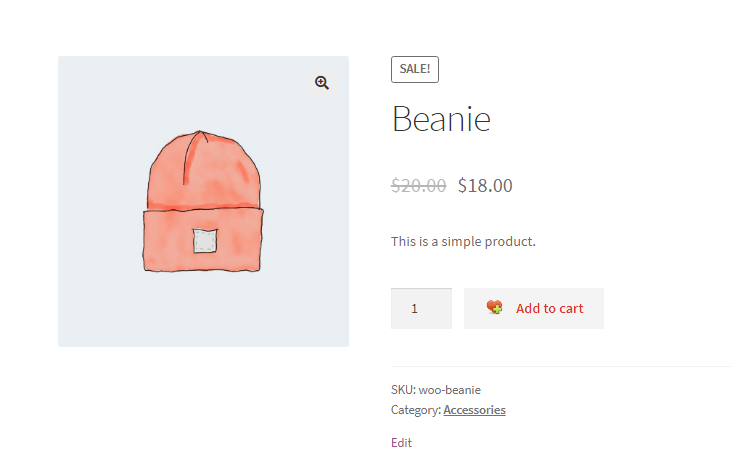 SALE!
Beanie
$20.00 $18.00
This is a simple product.
1 Add to cart
SKU: woo-beanie
Category: Accessories
Edit